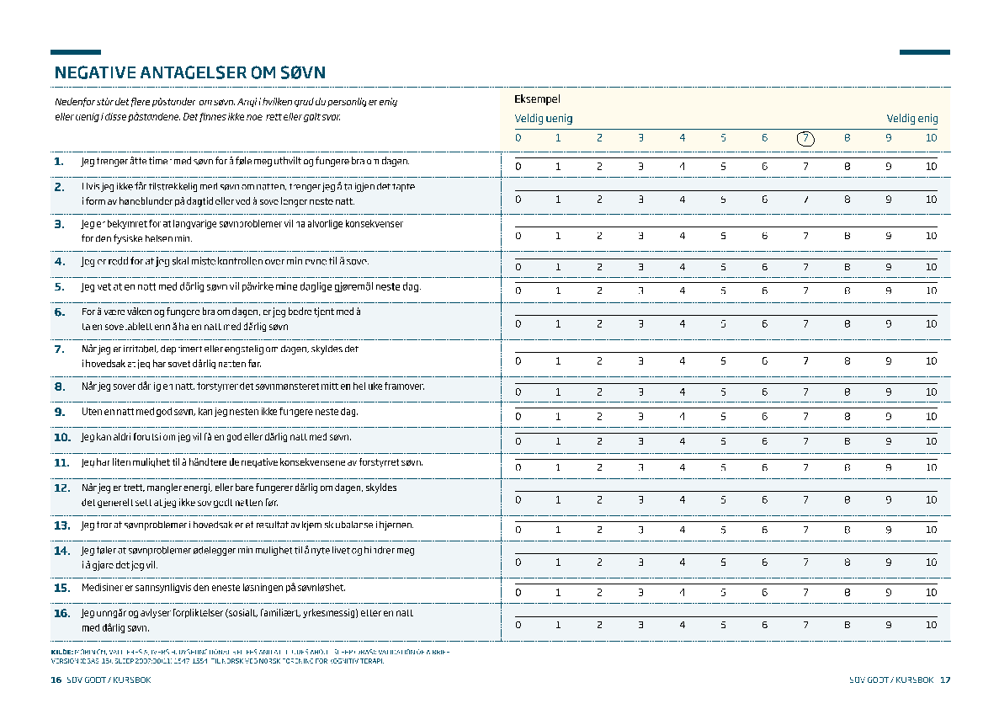 NEGATIVE ANTAGELSER OM SØVN
Nedenfor står det flere påstander om søvn. Angi i hvilken grad du personlig er enig
eller uenig i disse påstandene. Det finnes ikke noe rett eller galt svar.
Eksempel
Veldig uenig Veldig enig
0 1 2 3 4 5 6 7 8 9 10
1. Jeg trenger åtte timer med søvn for å føle meg uthvilt og fungere bra om dagen.
0 1 2 3 4 5 6 7 8 9 10
2. Hvis jeg ikke får tilstrekkelig med søvn om natten, trenger jeg å ta igjen det tapte
i form av høneblunder på dagtid eller ved å sove lenger neste natt.
0 1 2 3 4 5 6 7 8 9 10
3. Jeg er bekymret for at langvarige søvnproblemer vil ha alvorlige konsekvenser
for den fysiske helsen min.
0 1 2 3 4 5 6 7 8 9 10
4. Jeg er redd for at jeg skal miste kontrollen over min evne til å sove.
0 1 2 3 4 5 6 7 8 9 10
5. Jeg vet at en natt med dårlig søvn vil påvirke mine daglige gjøremål neste dag.
0 1 2 3 4 5 6 7 8 9 10
6. For å være våken og fungere bra om dagen, er jeg bedre tjent med å
ta en sovetablett enn å ha en natt med dårlig søvn
0 1 2 3 4 5 6 7 8 9 10
7. Når jeg er irritabel, deprimert eller engstelig om dagen, skyldes det
i hovedsak at jeg har sovet dårlig natten før.
0 1 2 3 4 5 6 7 8 9 10
8. Når jeg sover dårlig en natt, forstyrrer det søvnmønsteret mitt en hel uke framover.
0 1 2 3 4 5 6 7 8 9 10
9. Uten en natt med god søvn, kan jeg nesten ikke fungere neste dag.
0 1 2 3 4 5 6 7 8 9 10
10. Jeg kan aldri forutsi om jeg vil få en god eller dårlig natt med søvn.
0 1 2 3 4 5 6 7 8 9 10
11. Jeg har liten mulighet til å håndtere de negative konsekvensene av forstyrret søvn.
0 1 2 3 4 5 6 7 8 9 10
12. Når jeg er trett, mangler energi, eller bare fungerer dårlig om dagen, skyldes
det generelt sett at jeg ikke sov godt natten før.
0 1 2 3 4 5 6 7 8 9 10
13. Jeg tror at søvnproblemer i hovedsak er et resultat av kjemisk ubalanse i hjernen.
0 1 2 3 4 5 6 7 8 9 10
14. Jeg føler at søvnproblemer ødelegger min mulighet til å nyte livet og hindrer meg
i å gjøre det jeg vil.
0 1 2 3 4 5 6 7 8 9 10
15. Medisiner er sannsynligvis den eneste løsningen på søvnløshet.
0 1 2 3 4 5 6 7 8 9 10
16. Jeg unngår og avlyser forpliktelser (sosialt, familiært, yrkesmessig) etter en natt
med dårlig søvn.
0 1 2 3 4 5 6 7 8 9 10
KILDE: MORIN CM, VALLIERES A, IVERS H. DYSFUNCTIONAL BELIEFS AND ATTITUDES ABOUT SLEEP (DBAS): VALIDATION OF A BRIEF
VERSION (DBAS-16). SLEEP 2007;30(11):1547-1554. TIL NORSK VED NORSK FORENING FOR KOGNITIV TERAPI.
16 SOV GODT / KURSBOK
SOV GODT / KURSBOK 17